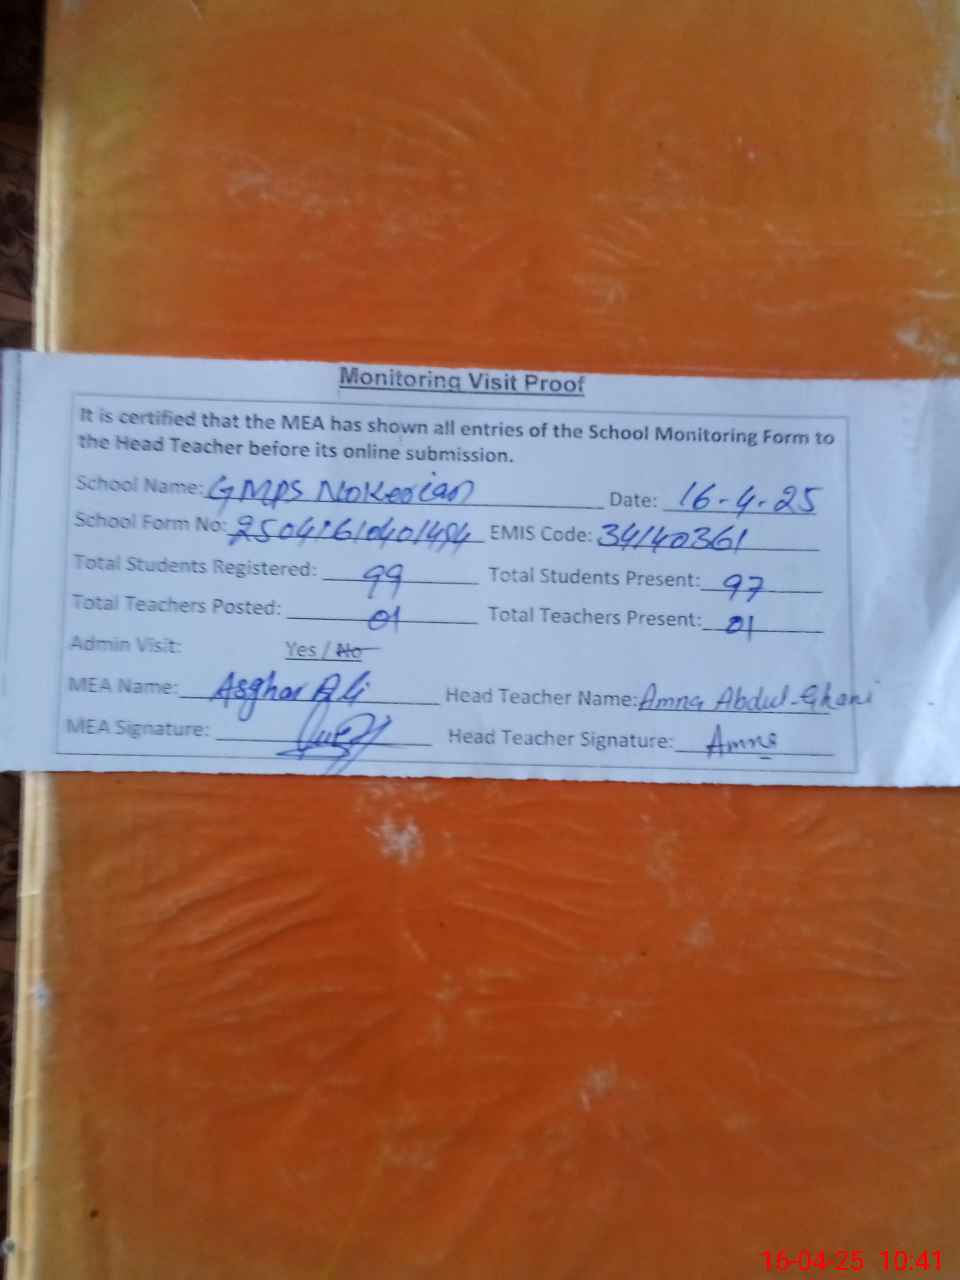 Monitoring Visit Proof
It is certified that the MEA has shown all entries of the School Monitoring Form to
the Head Teacher before its online submission.
School Name: GMPS Date: 16-4-25
School Form No: EMIS Code: 34140361
Total Students Registered: 99 Total Students Present: 97
Total Teachers Posted: 01 Total Teachers Present: 01
Admin Visit: Yes / No
MEA Name: Asghar Ali Head Teacher Name: Amna Abdul-Ghani
MEA Signature: Head Teacher Signature: Amna
16-04-25 10:41